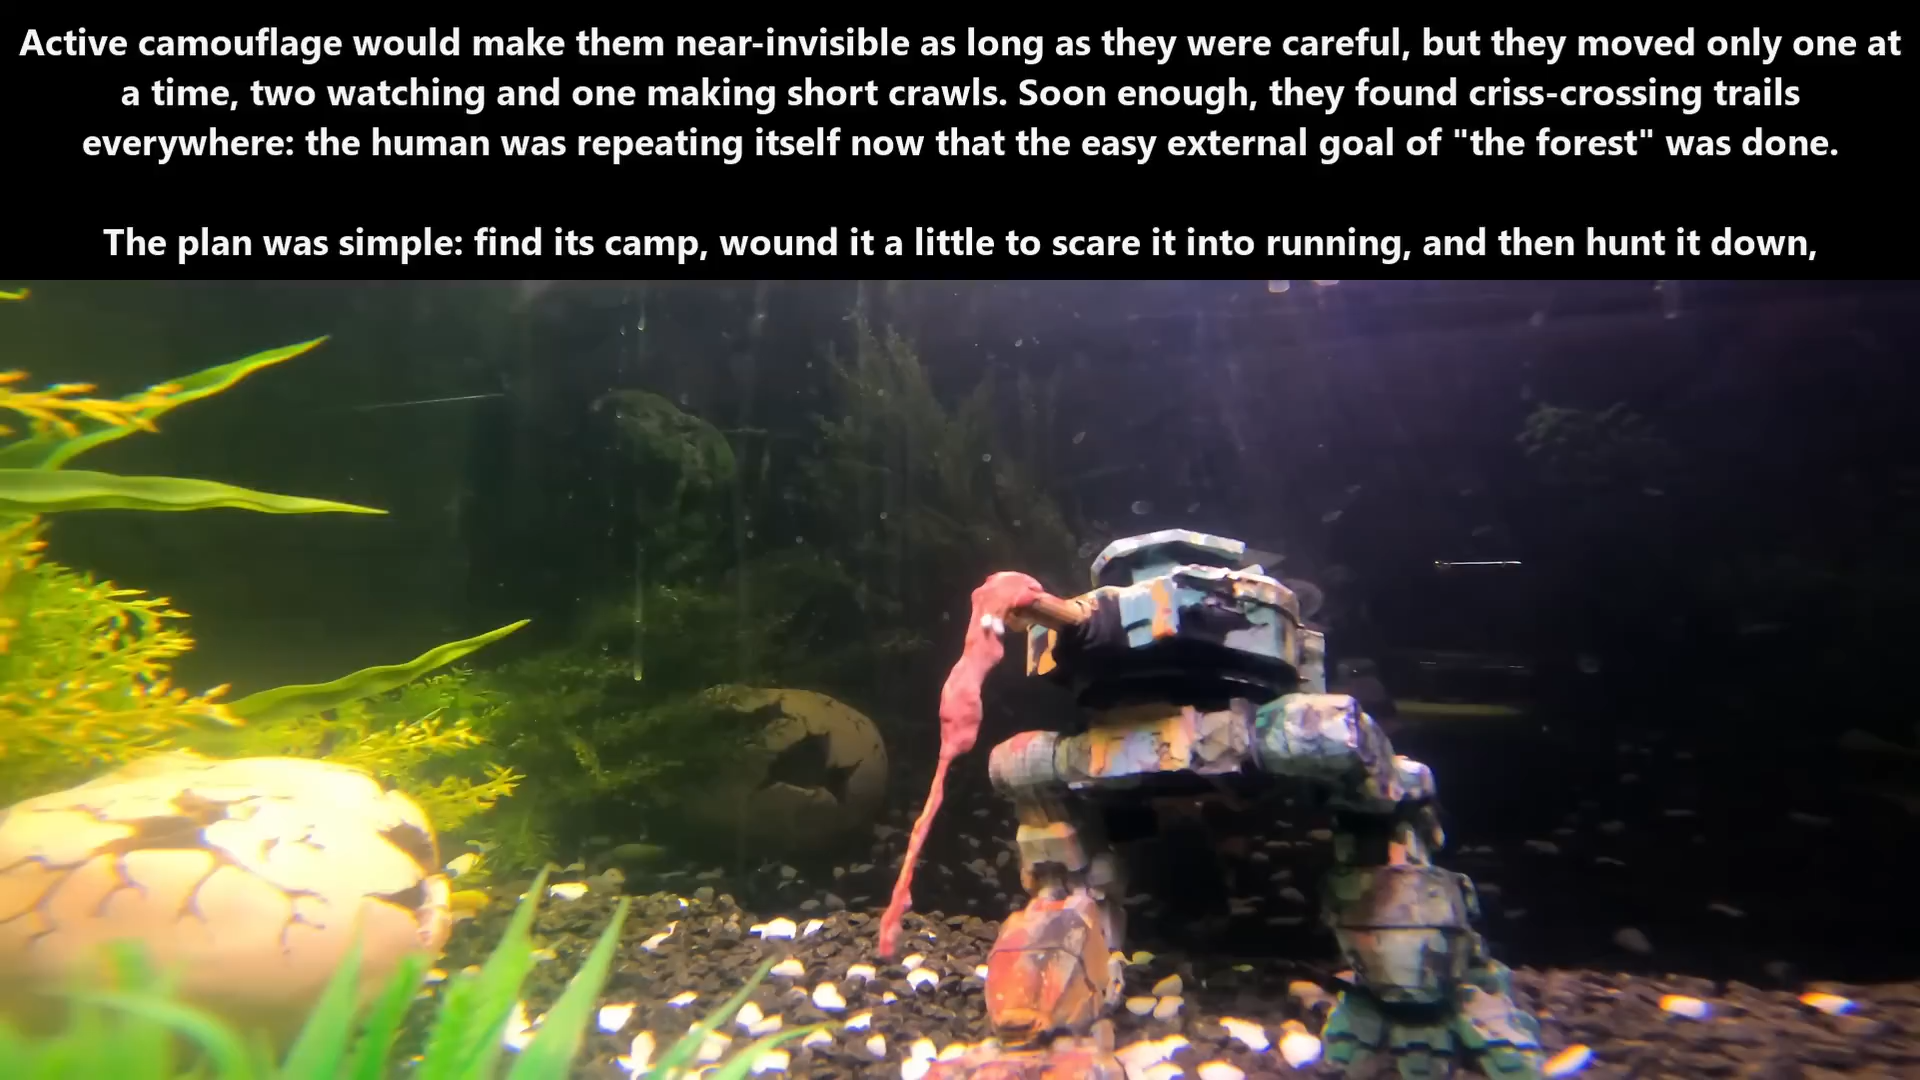 Active camouflage would make them near-invisible as long as they were careful, but they moved only one at
a time, two watching and one making short crawls. Soon enough, they found criss-crossing trails
everywhere: the human was repeating itself now that the easy external goal of "the forest" was done.
The plan was simple: find its camp, wound it a little to scare it into running, and then hunt it down,